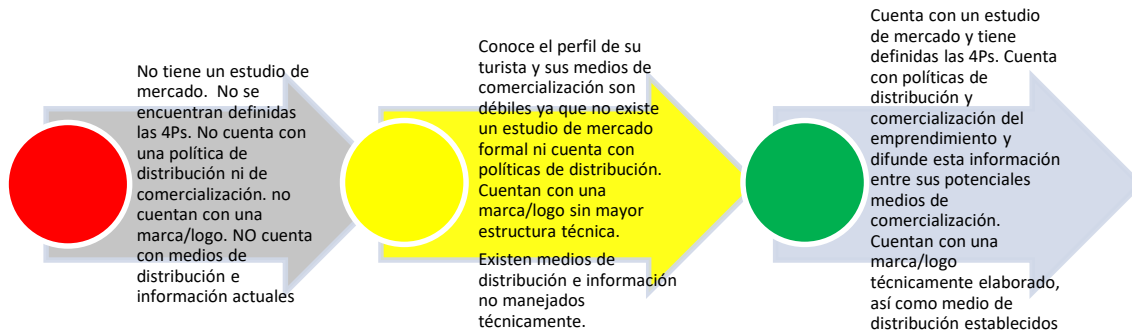 No tiene un estudio de
mercado.  No se
encuentran definidas
las 4Ps. No cuenta con
una política de
distribución ni de
comercialización. no
cuentan con una
marca/logo. NO cuenta
con medios de
distribución e
información actuales
Conoce el perfil de su
turista y sus medios de
comercialización son
débiles ya que no existe
un estudio de mercado
formal ni cuenta con
políticas de distribución.
Cuentan con una
marca/logo sin mayor
estructura técnica.
Existen medios de
distribución e información
no manejados
técnicamente.
Cuenta con un estudio
de mercado y tiene
definidas las 4Ps. Cuenta
con políticas de
distribución y
comercialización del
emprendimiento y
difunde esta información
entre sus potenciales
medios de
comercialización.
Cuentan con una
marca/logo
técnicamente elaborado,
así como medio de
distribución establecidos